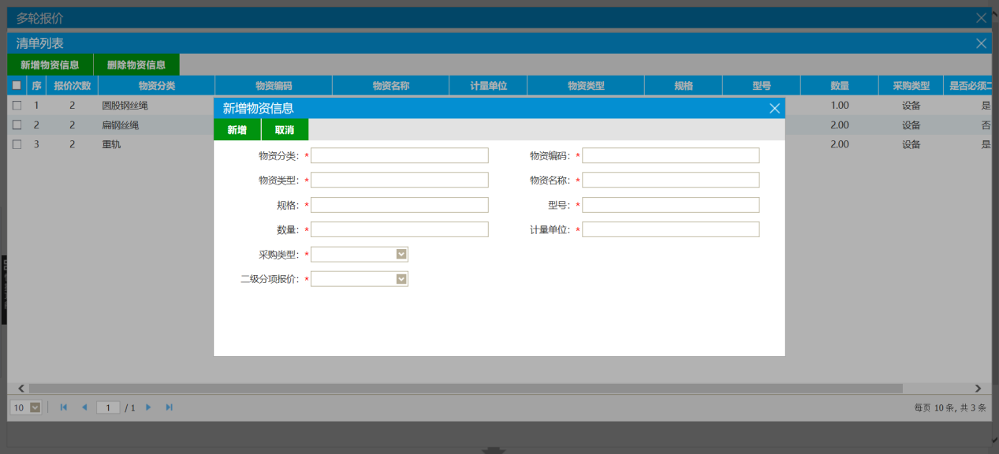 多轮报价
清单列表
新增物资信息 删除物资信息
序 报价次数 物资分类 物资编码 物资名称 计量单位 物资类型 规格 型号 数量 采购类型 是否必须二
1 2 圆股钢丝绳 1.00 设备 是
2 2 扁钢丝绳 2.00 设备 否
3 2 重轨 2.00 设备 是
新增物资信息
新增 取消
物资分类：* 物资编码：*
物资类型：* 物资名称：*
规格：* 型号：*
数量：* 计量单位：*
采购类型：*
二级分项报价：*
10 1 / 1 每页 10 条, 共 3 条